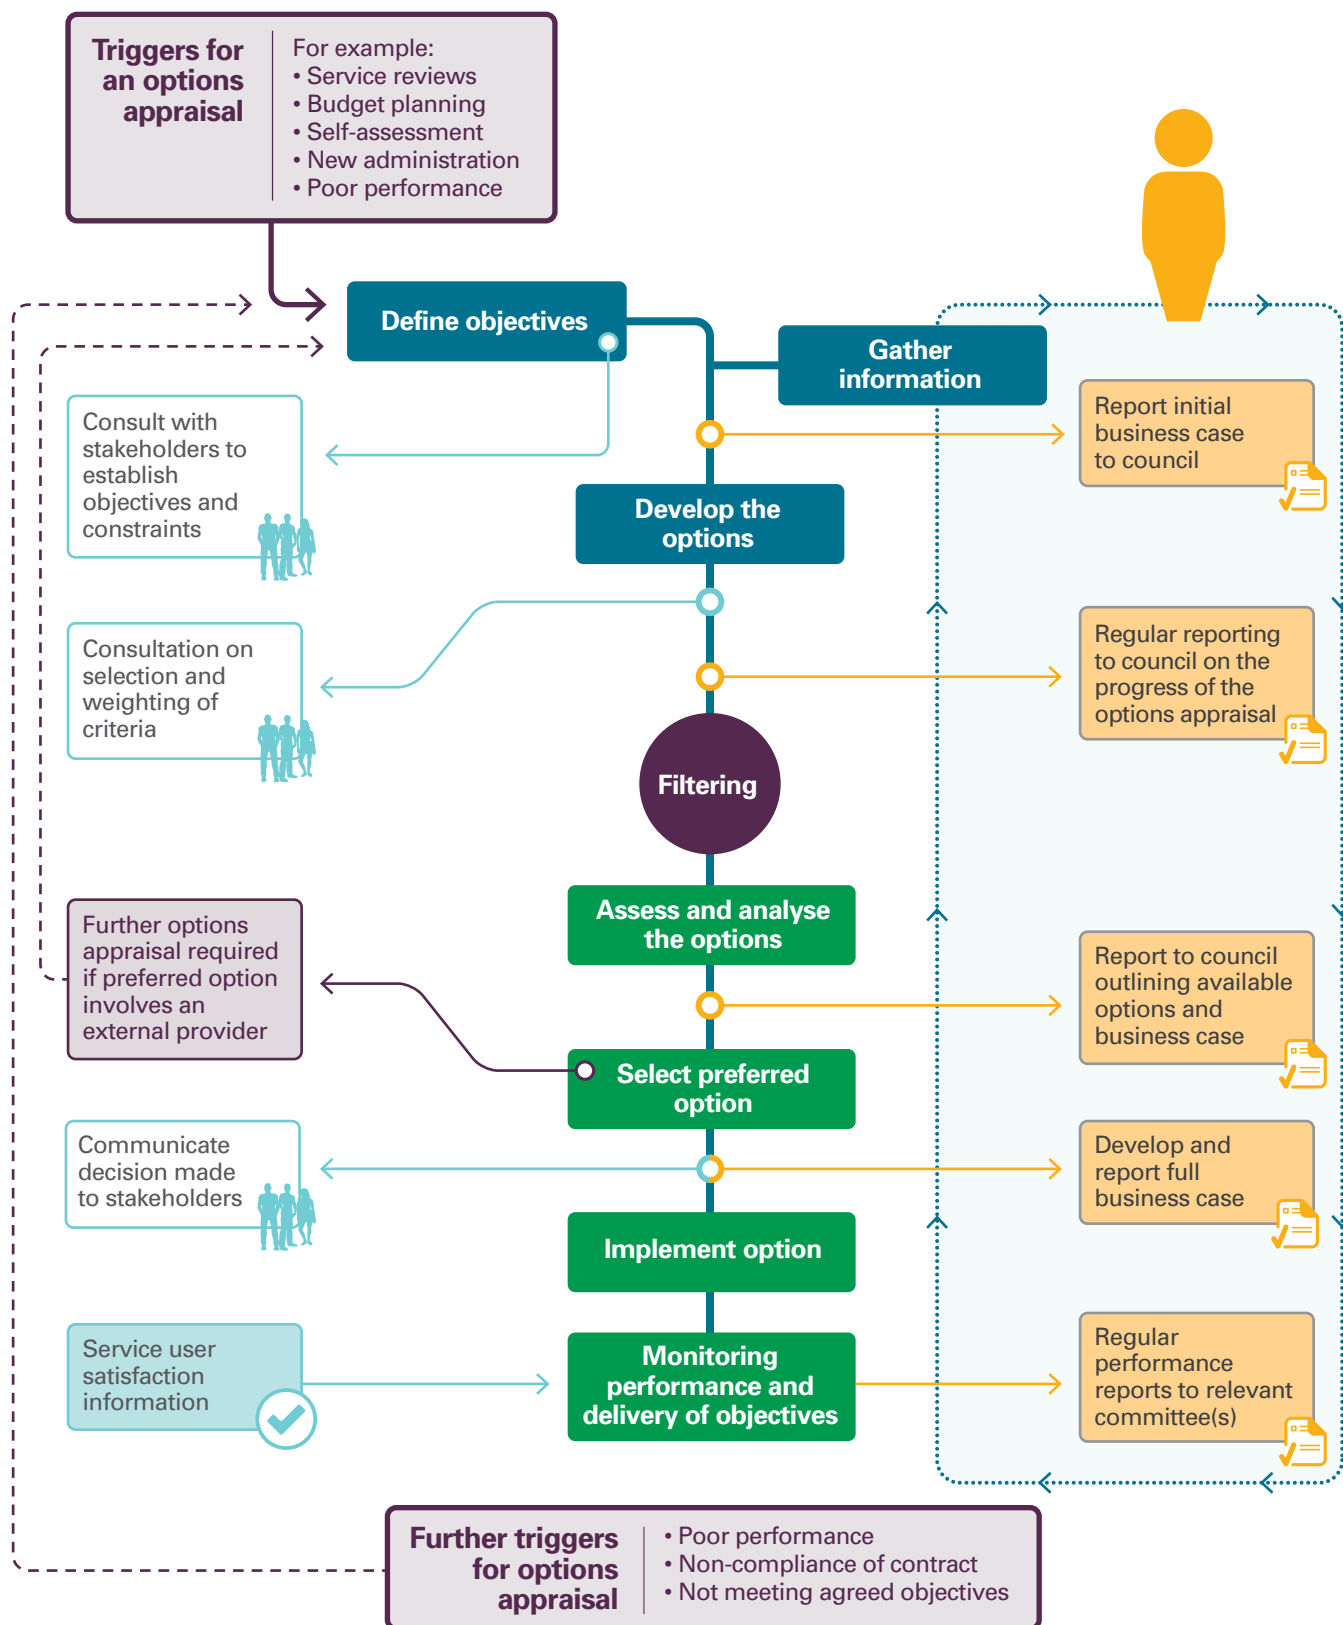 Triggers for
an options
appraisal
For example:
• Service reviews
• Budget planning
• Self-assessment
• New administration
• Poor performance
Define objectives
Gather
information
Consult with
stakeholders to
establish
objectives and
constraints
Report initial
business case
to council
Develop the
options
Consultation on
selection and
weighting of
criteria
Regular reporting
to council on the
progress of the
options appraisal
Filtering
Assess and analyse
the options
Further options
appraisal required
if preferred option
involves an
external provider
Report to council
outlining available
options and
business case
Select preferred
option
Communicate
decision made
to stakeholders
Develop and
report full
business case
Implement option
Service user
satisfaction
information
Monitoring
performance and
delivery of objectives
Regular
performance
reports to relevant
committee(s)
Further triggers
for options
appraisal
• Poor performance
• Non-compliance of contract
• Not meeting agreed objectives